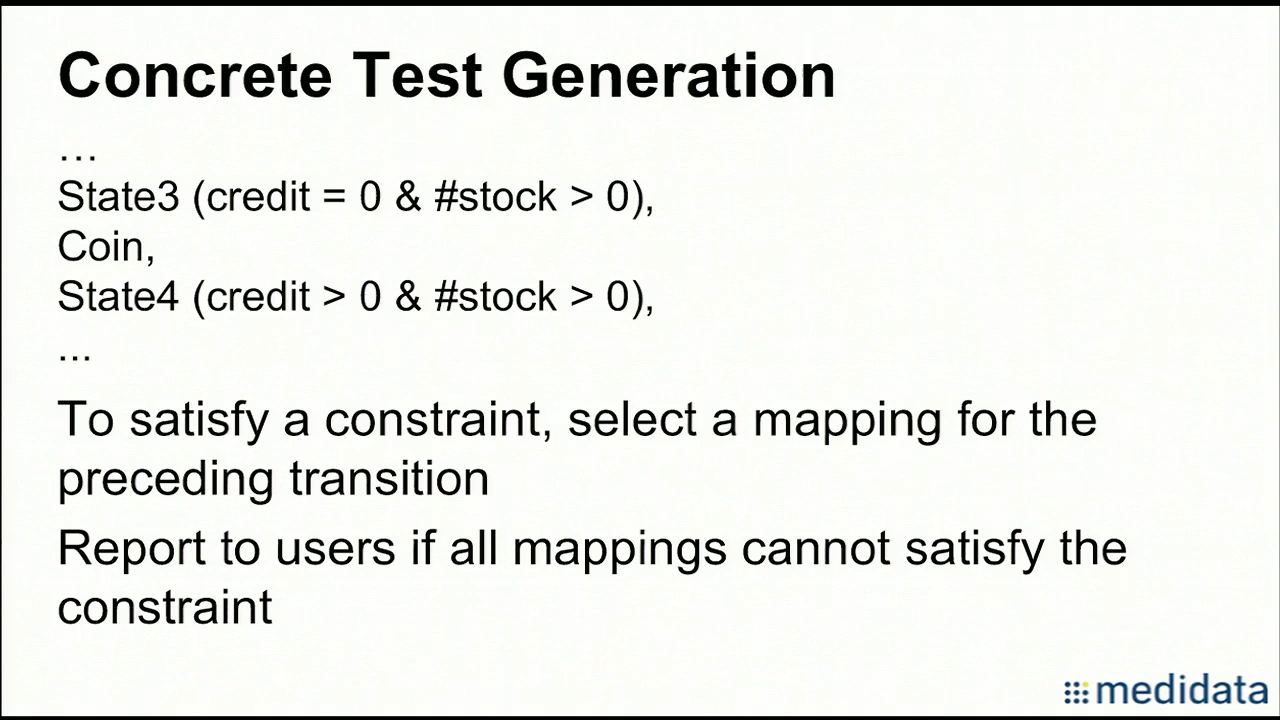 Concrete Test Generation
…
State3 (credit = 0 & #stock > 0),
Coin,
State4 (credit > 0 & #stock > 0),
...
To satisfy a constraint, select a mapping for the
preceding transition
Report to users if all mappings cannot satisfy the
constraint
medidata